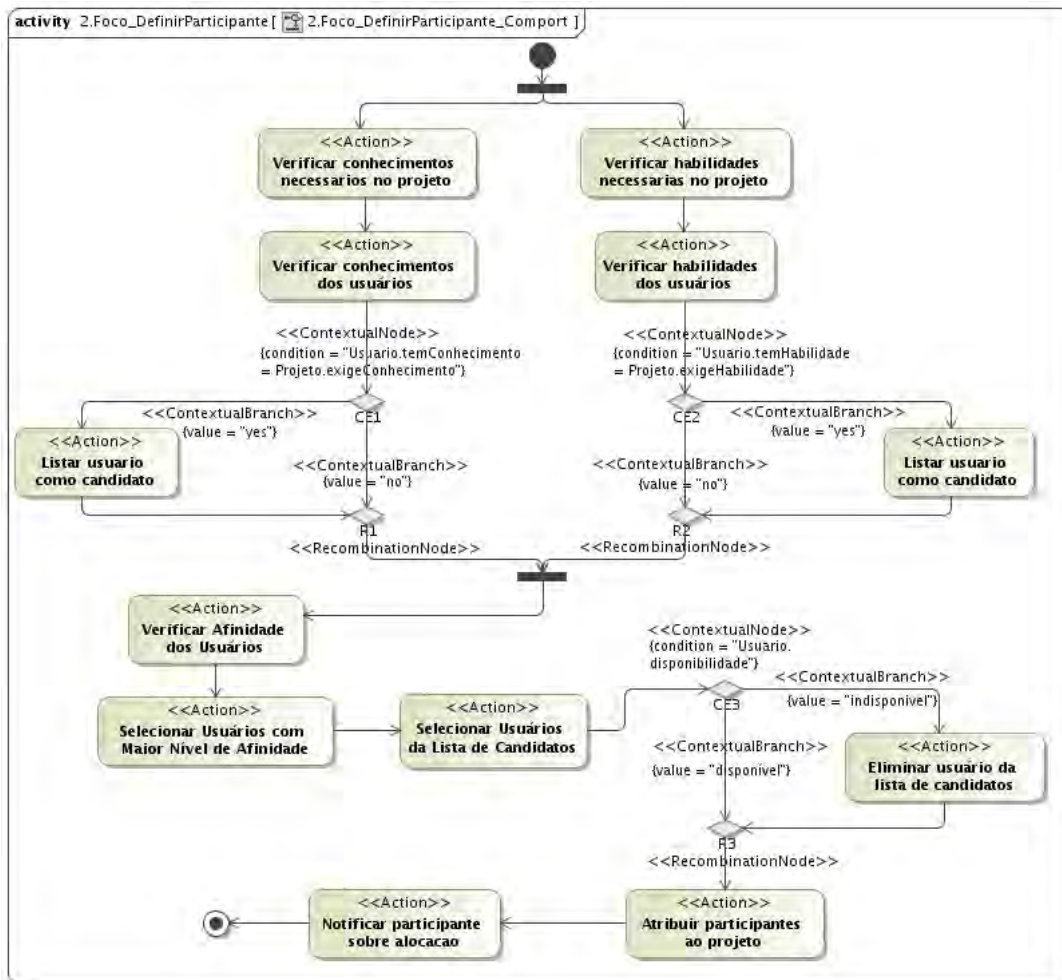 activity 2.Foco_DefinirParticipante [ 2.Foco_DefinirParticipante_Comport ]
<<Action>>
Verificar conhecimentos
necessarios no projeto
<<Action>>
Verificar habilidades
necessarias no projeto
<<Action>>
Verificar conhecimentos
dos usuários
<<Action>>
Verificar habilidades
dos usuários
<<ContextualNode>>
{condition = "Usuario.temConhecimento
= Projeto.exigeConhecimento"}
<<ContextualNode>>
{condition = "Usuario.temHabilidade
= Projeto.exigeHabilidade"}
CE1
<<ContextualBranch>>
{value = "yes"}
CE2
<<ContextualBranch>>
{value = "yes"}
<<Action>>
Listar usuario
como candidato
<<ContextualBranch>>
{value = "no"}
<<ContextualBranch>>
{value = "no"}
<<Action>>
Listar usuario
como candidato
R1
<<RecombinationNode>>
R2
<<RecombinationNode>>
<<Action>>
Verificar Afinidade
dos Usuários
<<ContextualNode>>
{condition = "Usuario.
disponibilidade"}
<<Action>>
Selecionar Usuários com
Maior Nível de Afinidade
<<Action>>
Selecionar Usuários
da Lista de Candidatos
CE3
<<ContextualBranch>>
{value = "indisponível"}
<<ContextualBranch>>
{value = "disponível"}
<<Action>>
Eliminar usuário da
lista de candidatos
R3
<<RecombinationNode>>
<<Action>>
Notificar participante
sobre alocacao
<<Action>>
Atribuir participantes
ao projeto